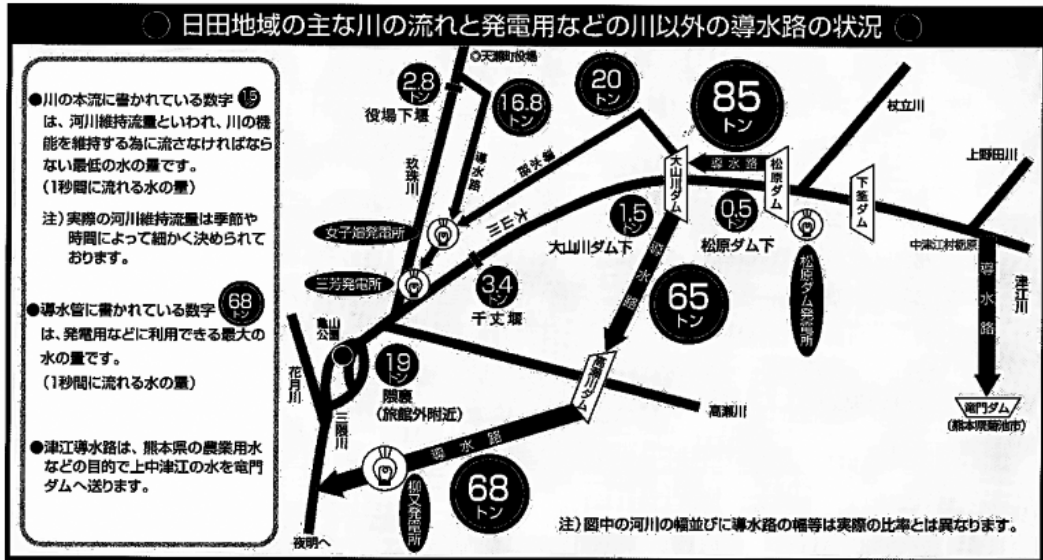 日田地域の主な川の流れと発電用などの川以外の導水路の状況
●川の本流に書かれている数字 1.5トン
は、河川維持流量といわれ、川の機
能を維持する為に流さなければなら
ない最低の水の量です。
(1秒間に流れる水の量)
注)実際の河川維持流量は季節や
時間によって細かく決められて
おります。
●導水管に書かれている数字 68トン
は、発電用などに利用できる最大の
水の量です。
(1秒間に流れる水の量)
●津江導水路は、熊本県の農業用水
などの目的で上中津江の水を竜門
ダムへ送ります。
◎天瀬町役場
2.8トン
役場下堰
16.8トン
20トン
85トン
杖立川
上野田川
玖珠川
導水路
導水路
大山川
大山川ダム
導水路
松原ダム
下筌ダム
女子畑発電所
三芳発電所
1.5トン
大山川ダム下
0.5トン
松原ダム下
松原ダム発電所
中津江村栃原
津江川
導水路
導水路
65トン
3.4トン
千丈堰
亀山公園
19トン
隈裏
(旅館外附近)
花月川
三隈川
高瀬川ダム
高瀬川
竜門ダム
(熊本県菊池市)
導水路
柳又発電所
68トン
夜明へ
注)図中の河川の幅並びに導水路の幅等は実際の比率とは異なります。